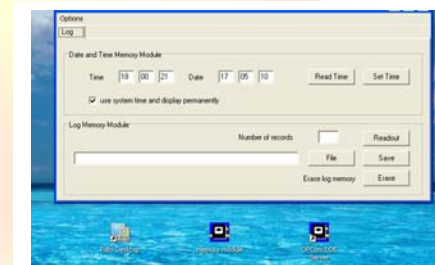 Options
Log
Date and Time Memory Module
Time 18 00 21 Date 17 05 10 Read Time Set Time
use system time and display permanently
Log Memory Module
Number of records Readout
File Save
Erase log memory Erase
memory module